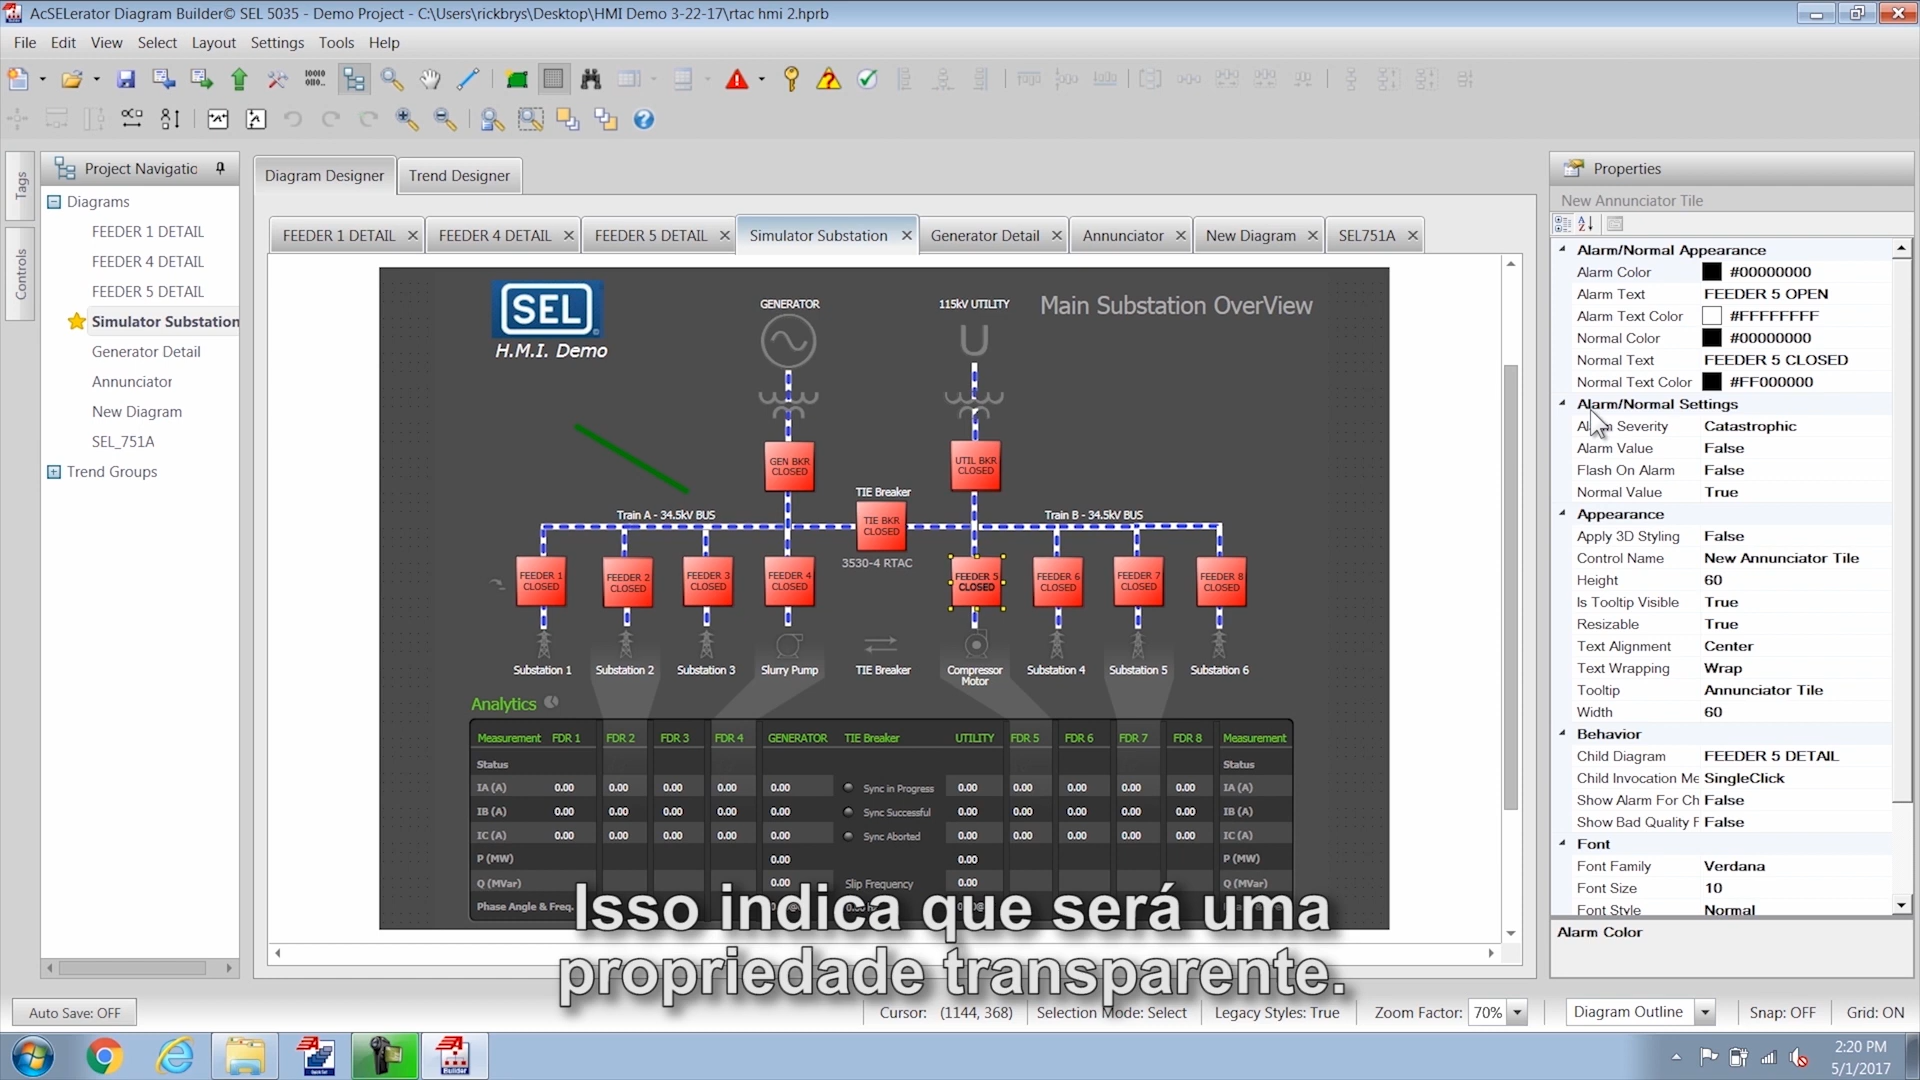 AcSELerator Diagram Builder© SEL 5035 - Demo Project - C:\Users\rickbrys\Desktop\HMI Demo 3-22-17\rtac hmi 2.hprb
File Edit View Select Layout Settings Tools Help
Tags
Controls
Project Navigatio
Diagrams
FEEDER 1 DETAIL
FEEDER 4 DETAIL
FEEDER 5 DETAIL
Simulator Substation
Generator Detail
Annunciator
New Diagram
SEL_751A
Trend Groups
Diagram Designer Trend Designer
FEEDER 1 DETAIL FEEDER 4 DETAIL FEEDER 5 DETAIL Simulator Substation Generator Detail Annunciator New Diagram SEL751A
SEL
H.M.I. Demo
GENERATOR
115kV UTILITY
Main Substation OverView
GEN BKR
CLOSED
UTIL BKR
CLOSED
TIE Breaker
TIE BKR
CLOSED
3530-4 RTAC
Train A - 34.5kV BUS
Train B - 34.5kV BUS
FEEDER 1
CLOSED
FEEDER 2
CLOSED
FEEDER 3
CLOSED
FEEDER 4
CLOSED
FEEDER 5
CLOSED
FEEDER 6
CLOSED
FEEDER 7
CLOSED
FEEDER 8
CLOSED
Substation 1 Substation 2 Substation 3 Slurry Pump TIE Breaker Compressor
Motor
Substation 4 Substation 5 Substation 6
Analytics
Measurement FDR 1 FDR 2 FDR 3 FDR 4 GENERATOR TIE Breaker UTILITY FDR 5 FDR 6 FDR 7 FDR 8 Measurement
Status Status
IA (A) 0.00 0.00 0.00 0.00 0.00 Sync in Progress 0.00 0.00 0.00 0.00 0.00 IA (A)
IB (A) 0.00 0.00 0.00 0.00 0.00 Sync Successful 0.00 0.00 0.00 0.00 0.00 IB (A)
IC (A) 0.00 0.00 0.00 0.00 0.00 Sync Aborted 0.00 0.00 0.00 0.00 0.00 IC (A)
P (MW) 0.00 0.00 P (MW)
Q (MVar) 0.00 Slip Frequency 0.00 Q (MVar)
Phase Angle & Freq.
Isso indica que será uma
propriedade transparente.
Properties
New Annunciator Tile
Alarm/Normal Appearance
Alarm Color #00000000
Alarm Text FEEDER 5 OPEN
Alarm Text Color #FFFFFFFF
Normal Color #00000000
Normal Text FEEDER 5 CLOSED
Normal Text Color #FF000000
Alarm/Normal Settings
Alarm Severity Catastrophic
Alarm Value False
Flash On Alarm False
Normal Value True
Appearance
Apply 3D Styling False
Control Name New Annunciator Tile
Height 60
Is Tooltip Visible True
Resizable True
Text Alignment Center
Text Wrapping Wrap
Tooltip Annunciator Tile
Width 60
Behavior
Child Diagram FEEDER 5 DETAIL
Child Invocation Me SingleClick
Show Alarm For Ch False
Show Bad Quality F False
Font
Font Family Verdana
Font Size 10
Font Style Normal
Alarm Color
Auto Save: OFF
Cursor: (1144, 368) Selection Mode: Select Legacy Styles: True Zoom Factor: 70% Diagram Outline Snap: OFF Grid: ON
Builder
2:20 PM
5/1/2017